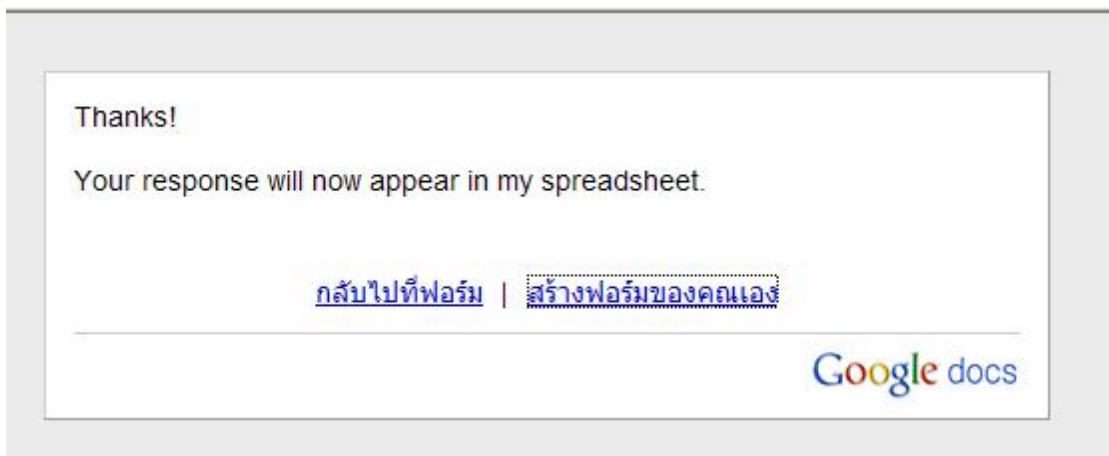 Thanks!
Your response will now appear in my spreadsheet.
กลับไปที่ฟอร์ม | สร้างฟอร์มของคุณเอง
Google docs